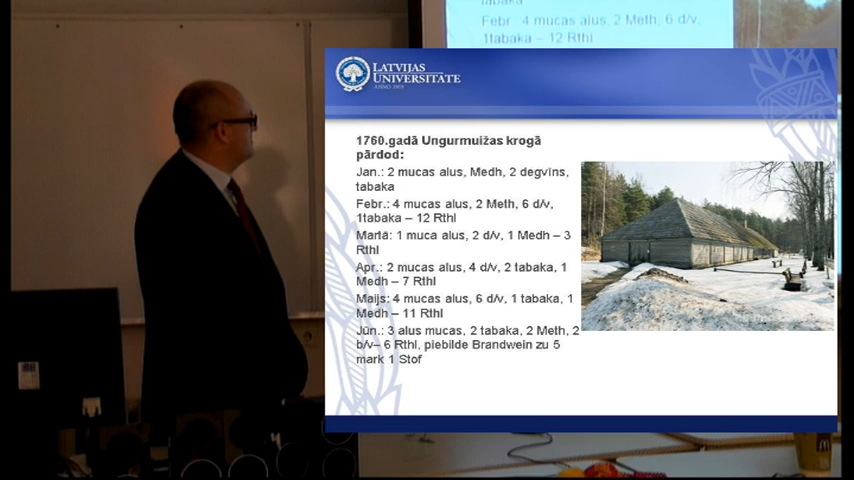 tabaka
Febr.: 4 mucas alus, 2 Meth, 6 d/v,
1tabaka – 12 Rthl
LATVIJAS
UNIVERSITĀTE
ANNO 1919
1760.gadā Ungurmuižas krogā
pārdod:
Jan.: 2 mucas alus, Medh, 2 degvīns,
tabaka
Febr.: 4 mucas alus, 2 Meth, 6 d/v,
1tabaka – 12 Rthl
Martā: 1 muca alus, 2 d/v, 1 Medh – 3
Rthl
Apr.: 2 mucas alus, 4 d/v, 2 tabaka, 1
Medh – 7 Rthl
Maijs: 4 mucas alus, 6 d/v, 1 tabaka, 1
Medh – 11 Rthl
Jūn.: 3 alus mucas, 2 tabaka, 2 Meth, 2
b/v– 6 Rthl, piebilde Brandwein zu 5
mark 1 Stof